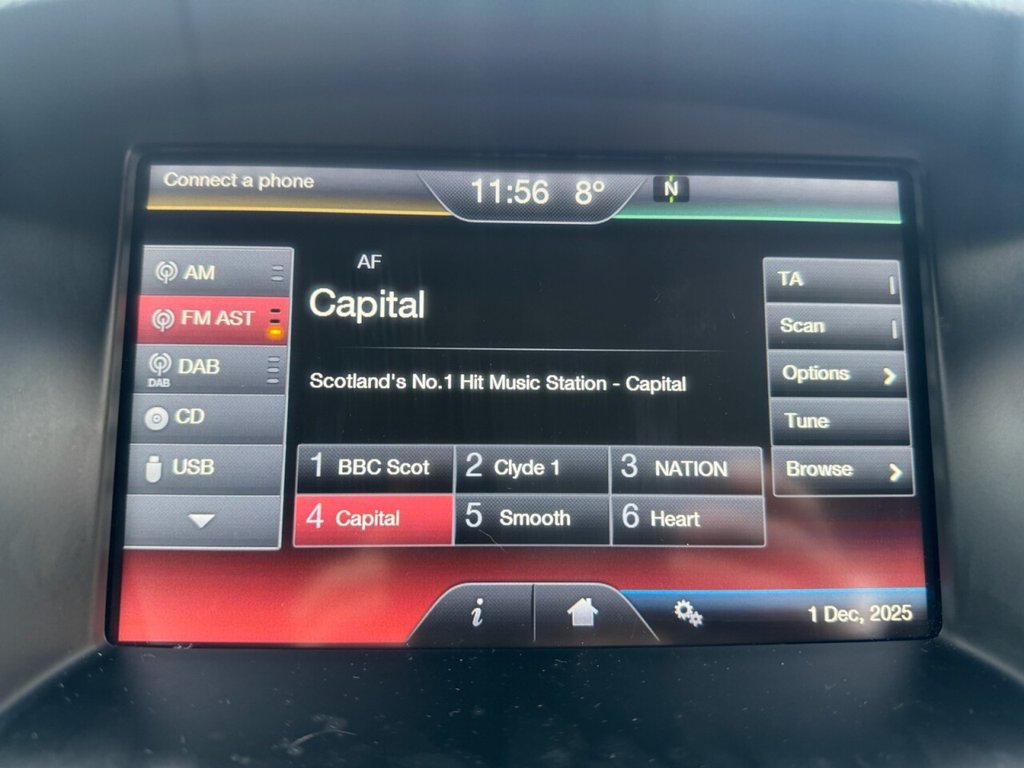 Connect a phone
11:56 8° N
AM
FM AST
DAB
DAB
CD
USB
AF
Capital
Scotland's No.1 Hit Music Station - Capital
1 BBC Scot 2 Clyde 1 3 NATION
4 Capital 5 Smooth 6 Heart
TA
Scan
Options
Tune
Browse
i
1 Dec, 2025